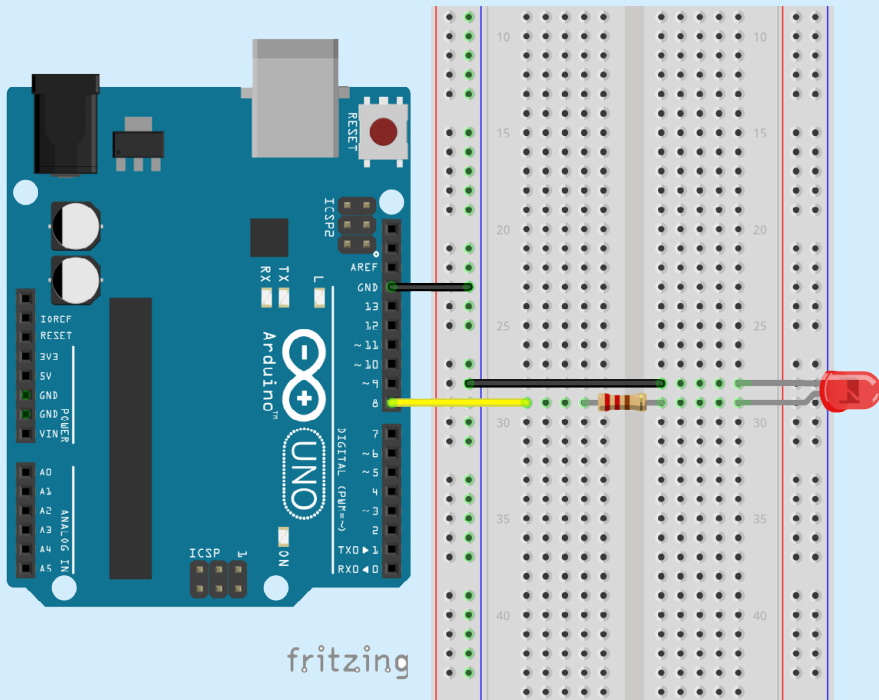 RESET
ICSP2
AREF
GND
13
12
~11
~10
~9
8
7
~6
~5
4
~3
2
TX0▶1
RX0◀0
RX
TX
L
Arduino™
UNO
DIGITAL (PWM=~)
IOREF
RESET
3V3
5V
GND
GND
VIN
POWER
A0
A1
A2
A3
A4
A5
ANALOG IN
ICSP
1
ON
10
10
15
15
20
20
25
25
30
30
35
35
40
40
fritzing